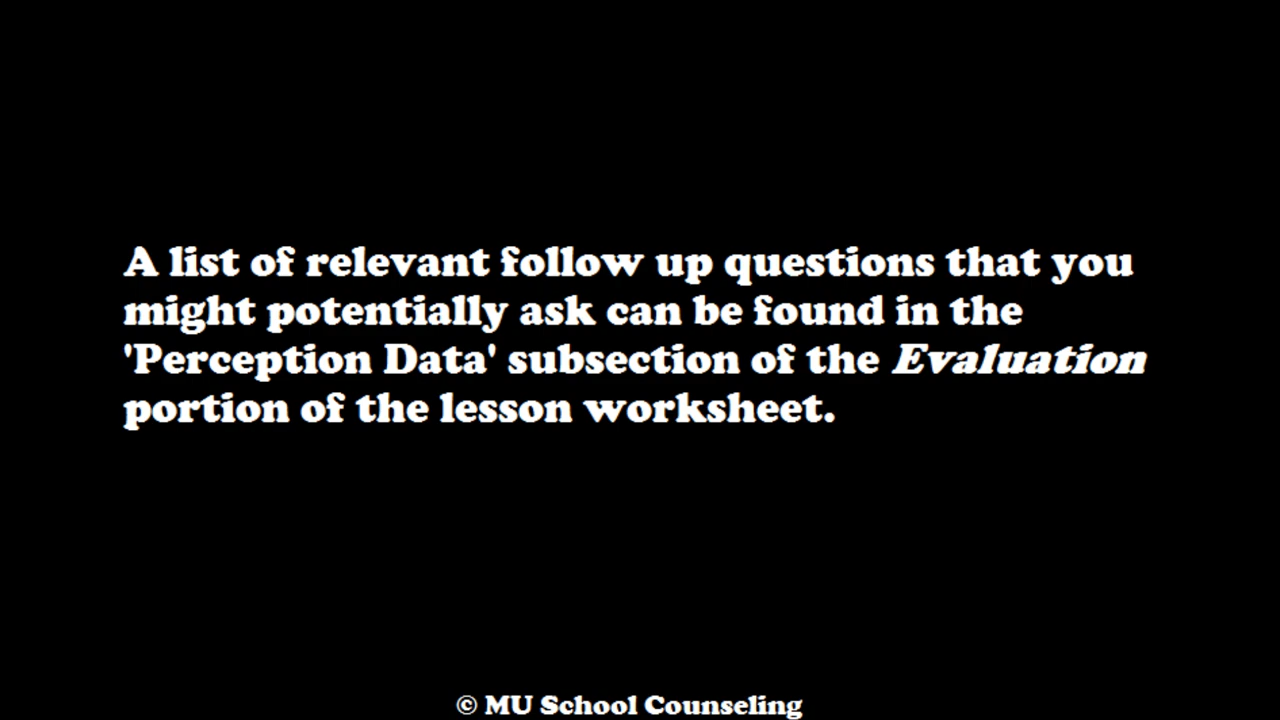 A list of relevant follow up questions that you
might potentially ask can be found in the
'Perception Data' subsection of the Evaluation
portion of the lesson worksheet.
© MU School Counseling